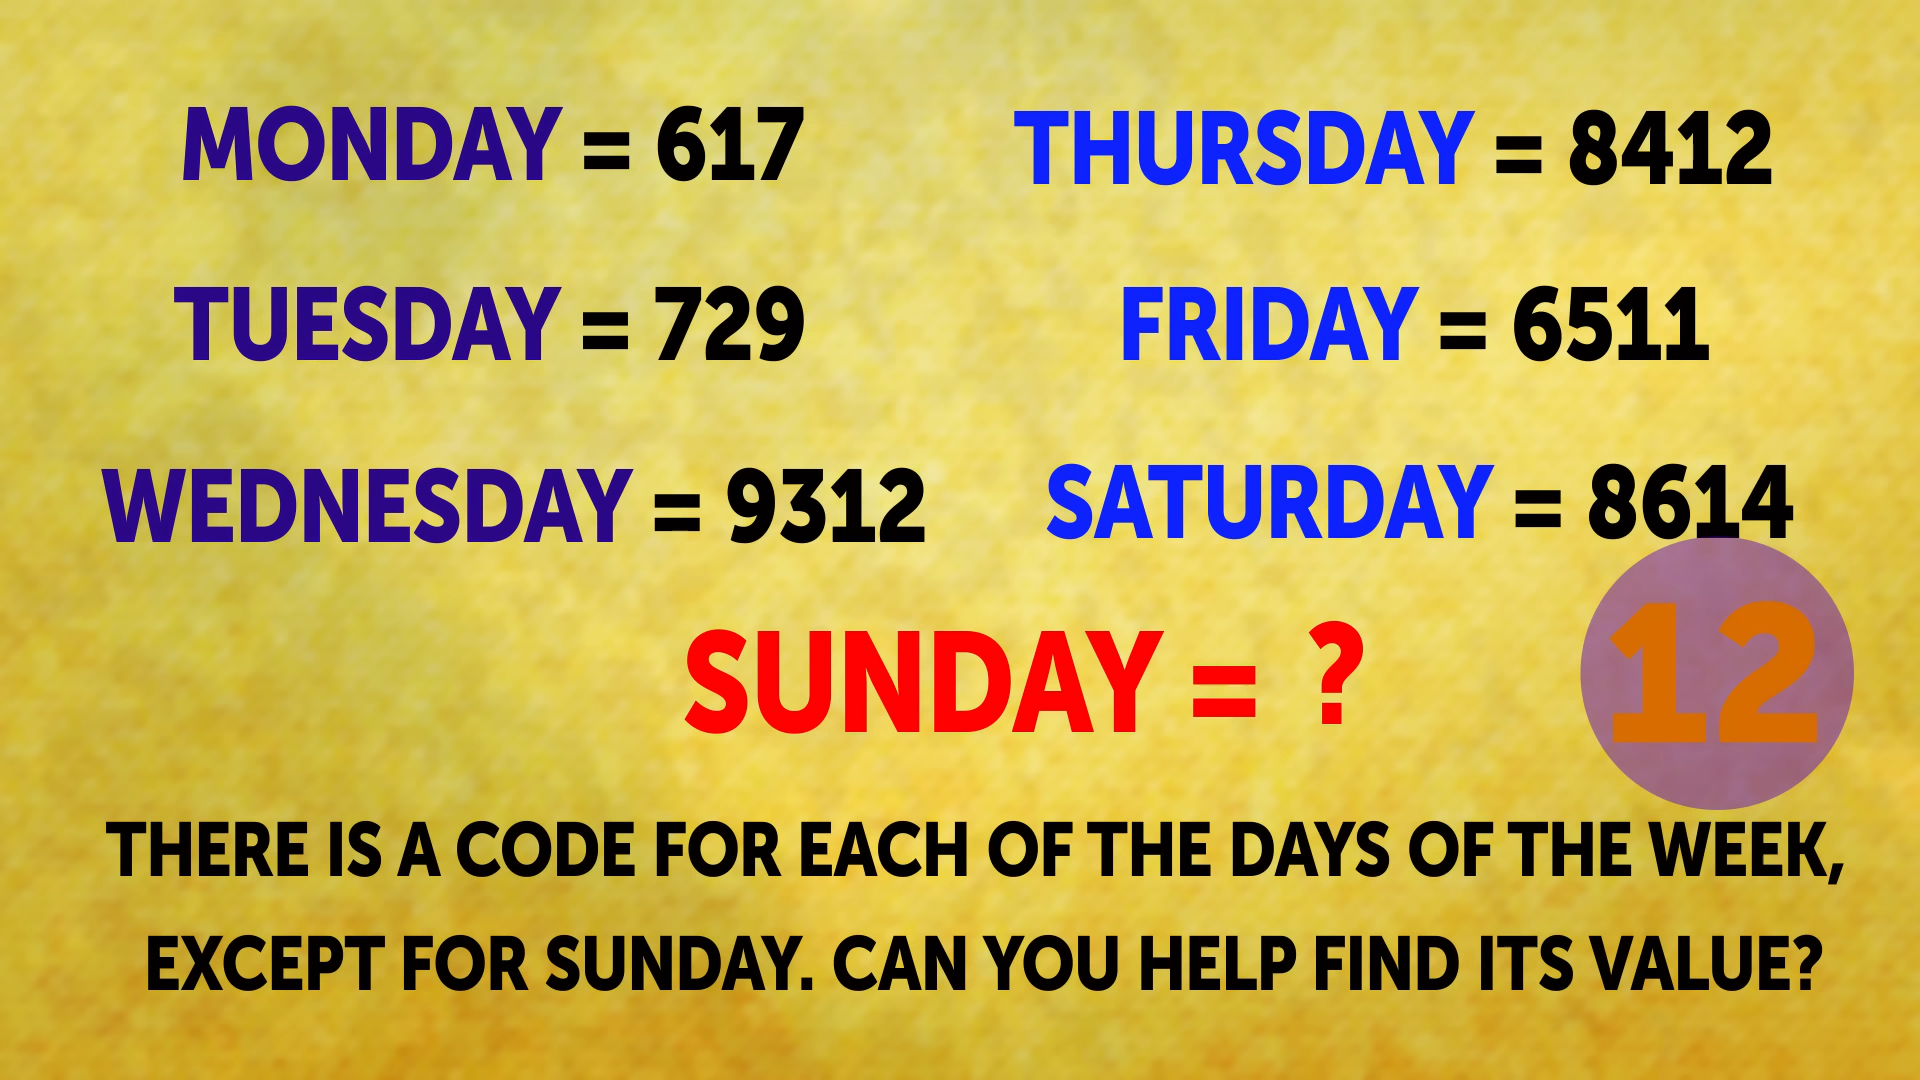 MONDAY = 617
THURSDAY = 8412
TUESDAY = 729
FRIDAY = 6511
WEDNESDAY = 9312
SATURDAY = 8614
SUNDAY = ?
12
THERE IS A CODE FOR EACH OF THE DAYS OF THE WEEK,
EXCEPT FOR SUNDAY. CAN YOU HELP FIND ITS VALUE?